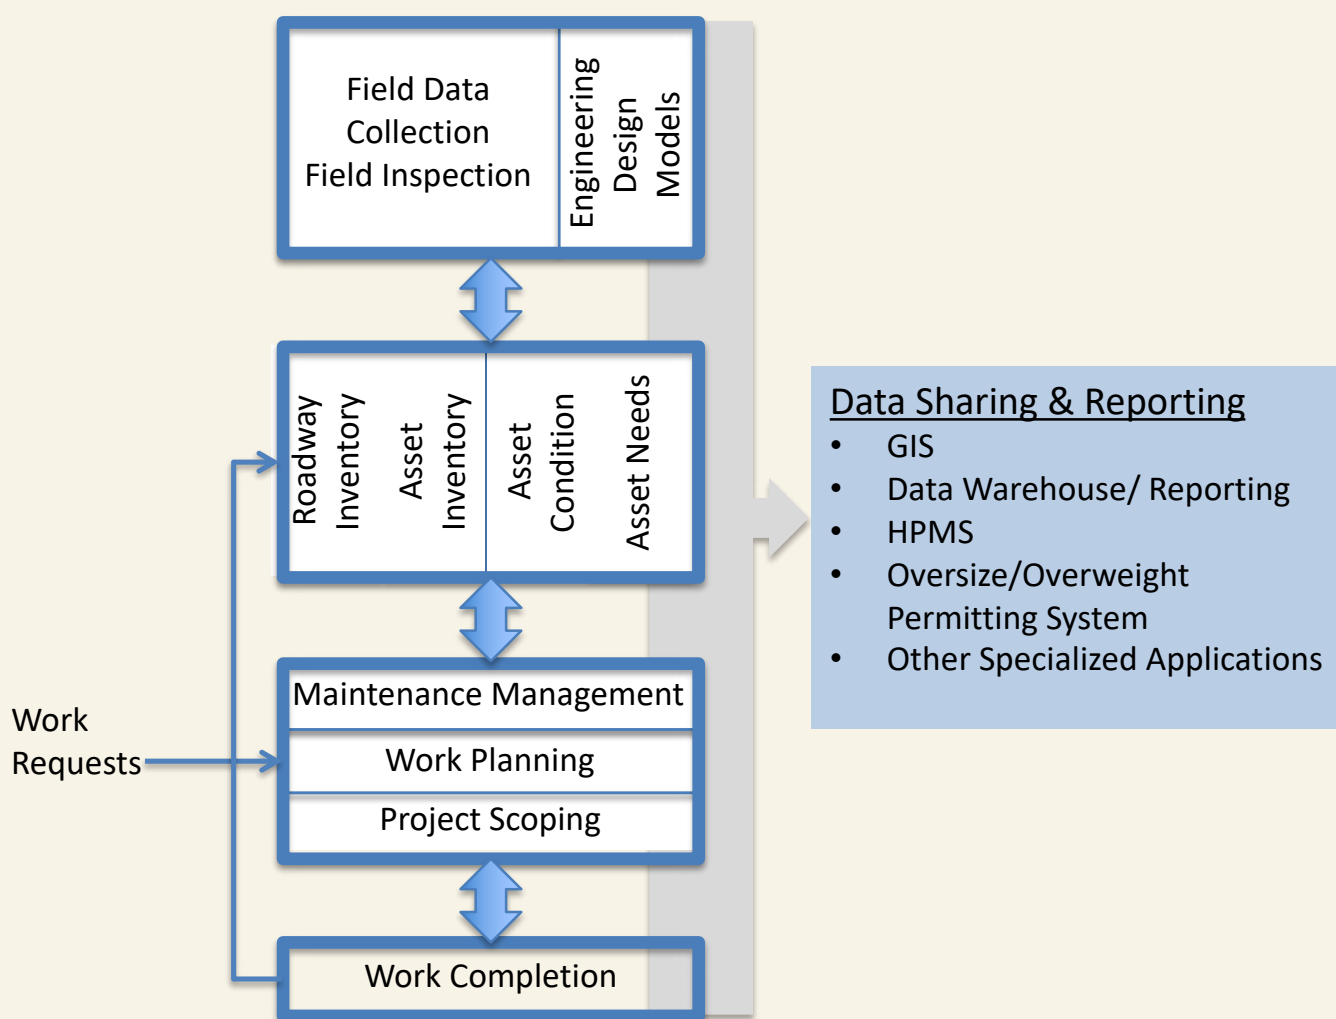 Field Data
Collection
Field Inspection
Engineering
Design
Models
Roadway
Inventory
Asset
Inventory
Asset
Condition
Asset Needs
Data Sharing & Reporting
• GIS
• Data Warehouse/ Reporting
• HPMS
• Oversize/Overweight
Permitting System
• Other Specialized Applications
Maintenance Management
Work Planning
Project Scoping
Work
Requests
Work Completion